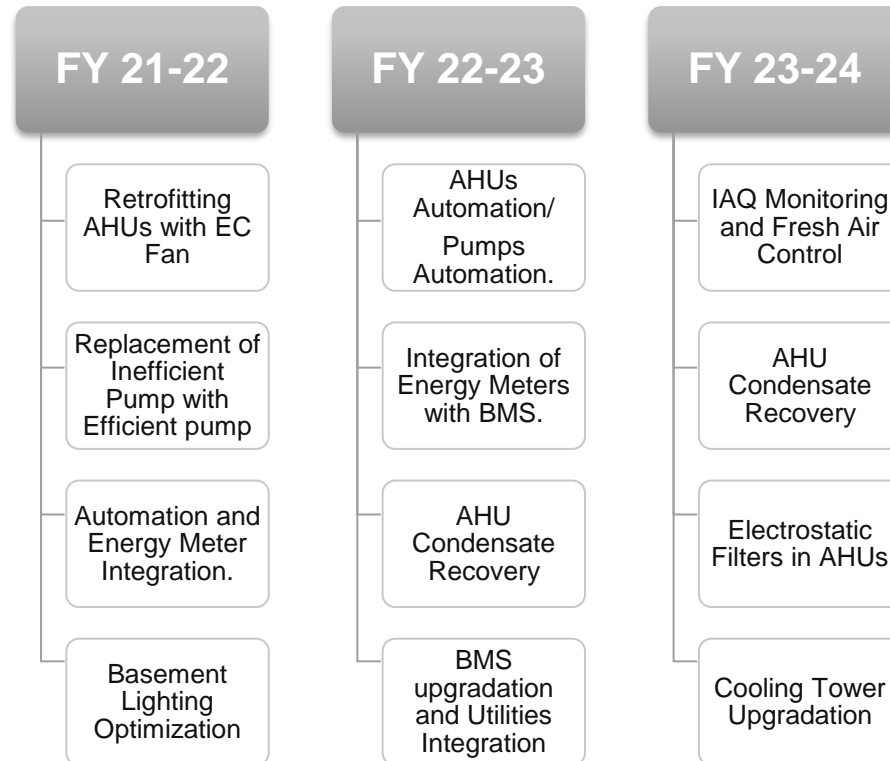 FY 21-22
Retrofitting
AHUs with EC
Fan
Replacement of
Inefficient
Pump with
Efficient pump
Automation and
Energy Meter
Integration.
Basement
Lighting
Optimization
FY 22-23
AHUs
Automation/
Pumps
Automation.
Integration of
Energy Meters
with BMS.
AHU
Condensate
Recovery
BMS
upgradation
and Utilities
Integration
FY 23-24
IAQ Monitoring
and Fresh Air
Control
AHU
Condensate
Recovery
Electrostatic
Filters in AHUs
Cooling Tower
Upgradation